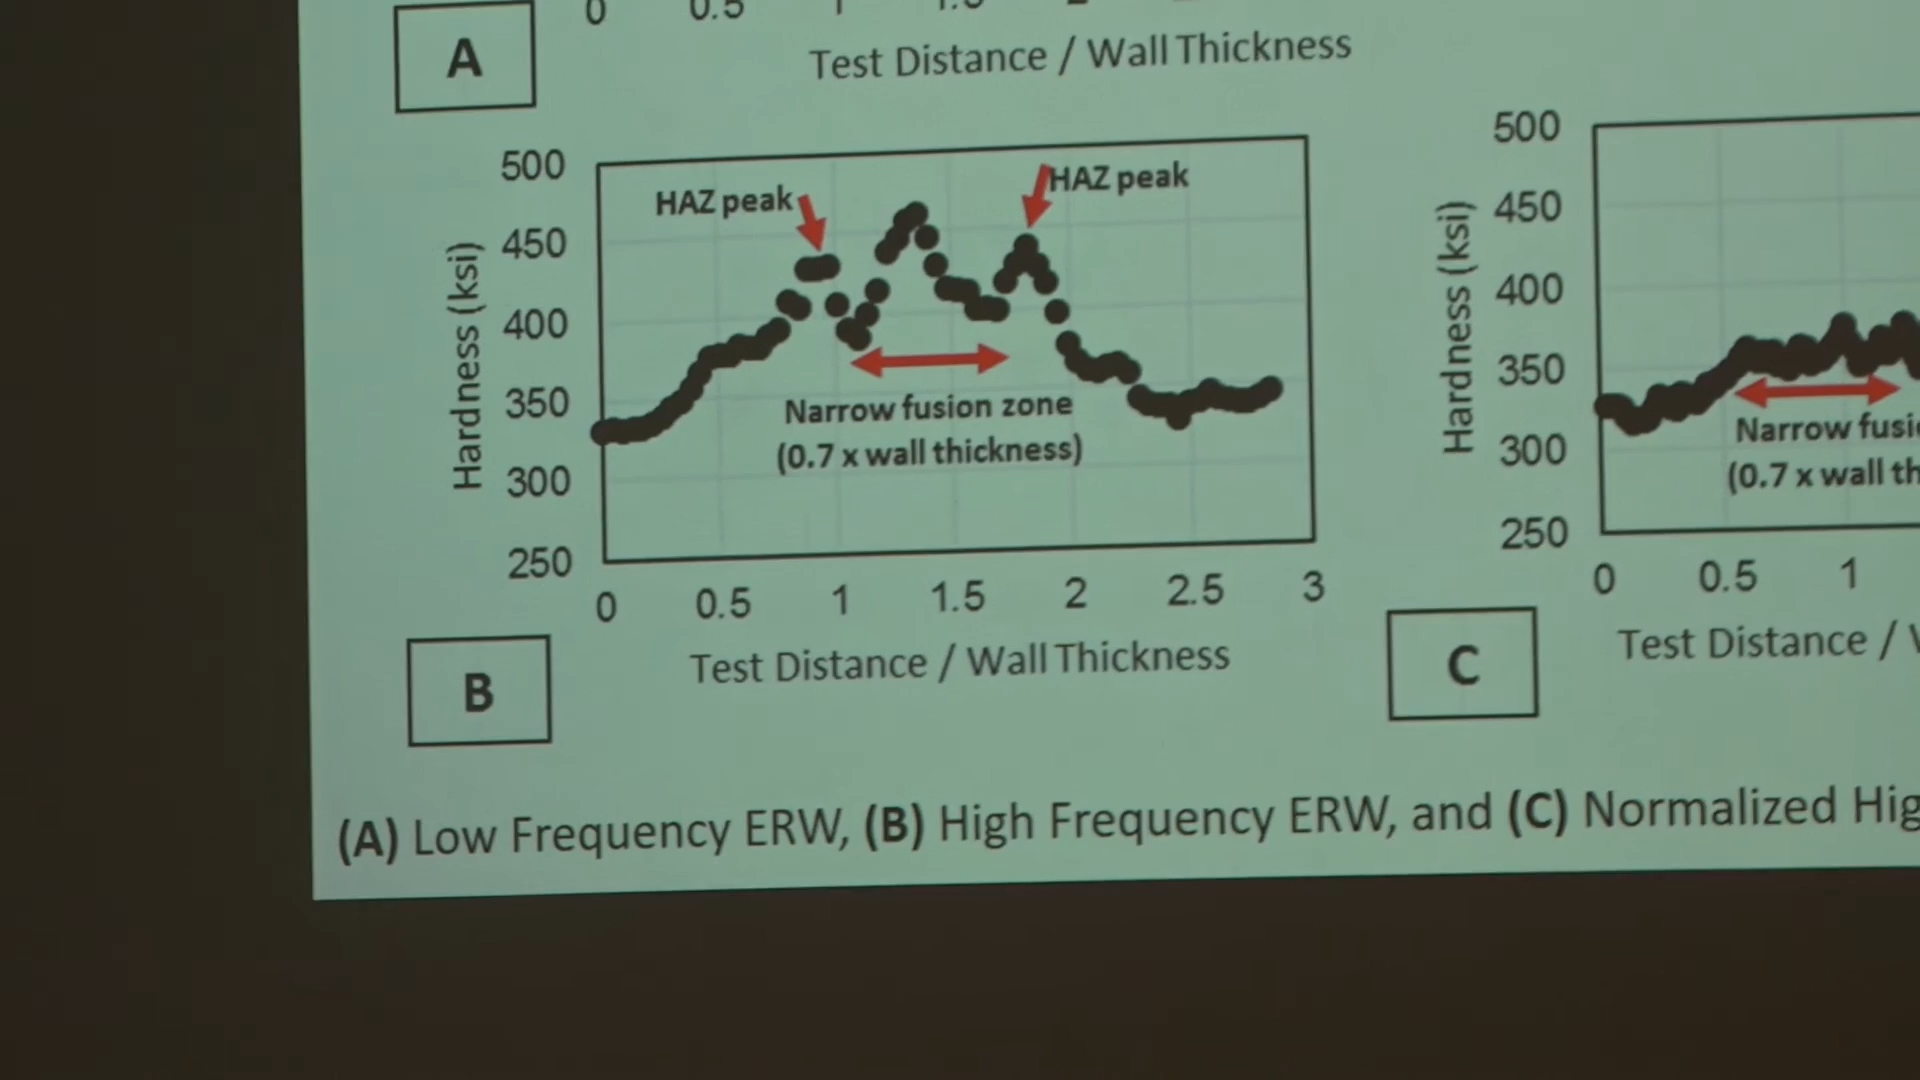 0 0.5 1 1.5 2
Test Distance / Wall Thickness
A
500
450
400
350
300
250
Hardness (ksi)
HAZ peak
HAZ peak
Narrow fusion zone
(0.7 x wall thickness)
0 0.5 1 1.5 2 2.5 3
Test Distance / Wall Thickness
B
500
450
400
350
300
250
Hardness (ksi)
Narrow fusi
(0.7 x wall th
0 0.5 1
Test Distance /
C
(A) Low Frequency ERW, (B) High Frequency ERW, and (C) Normalized Hig